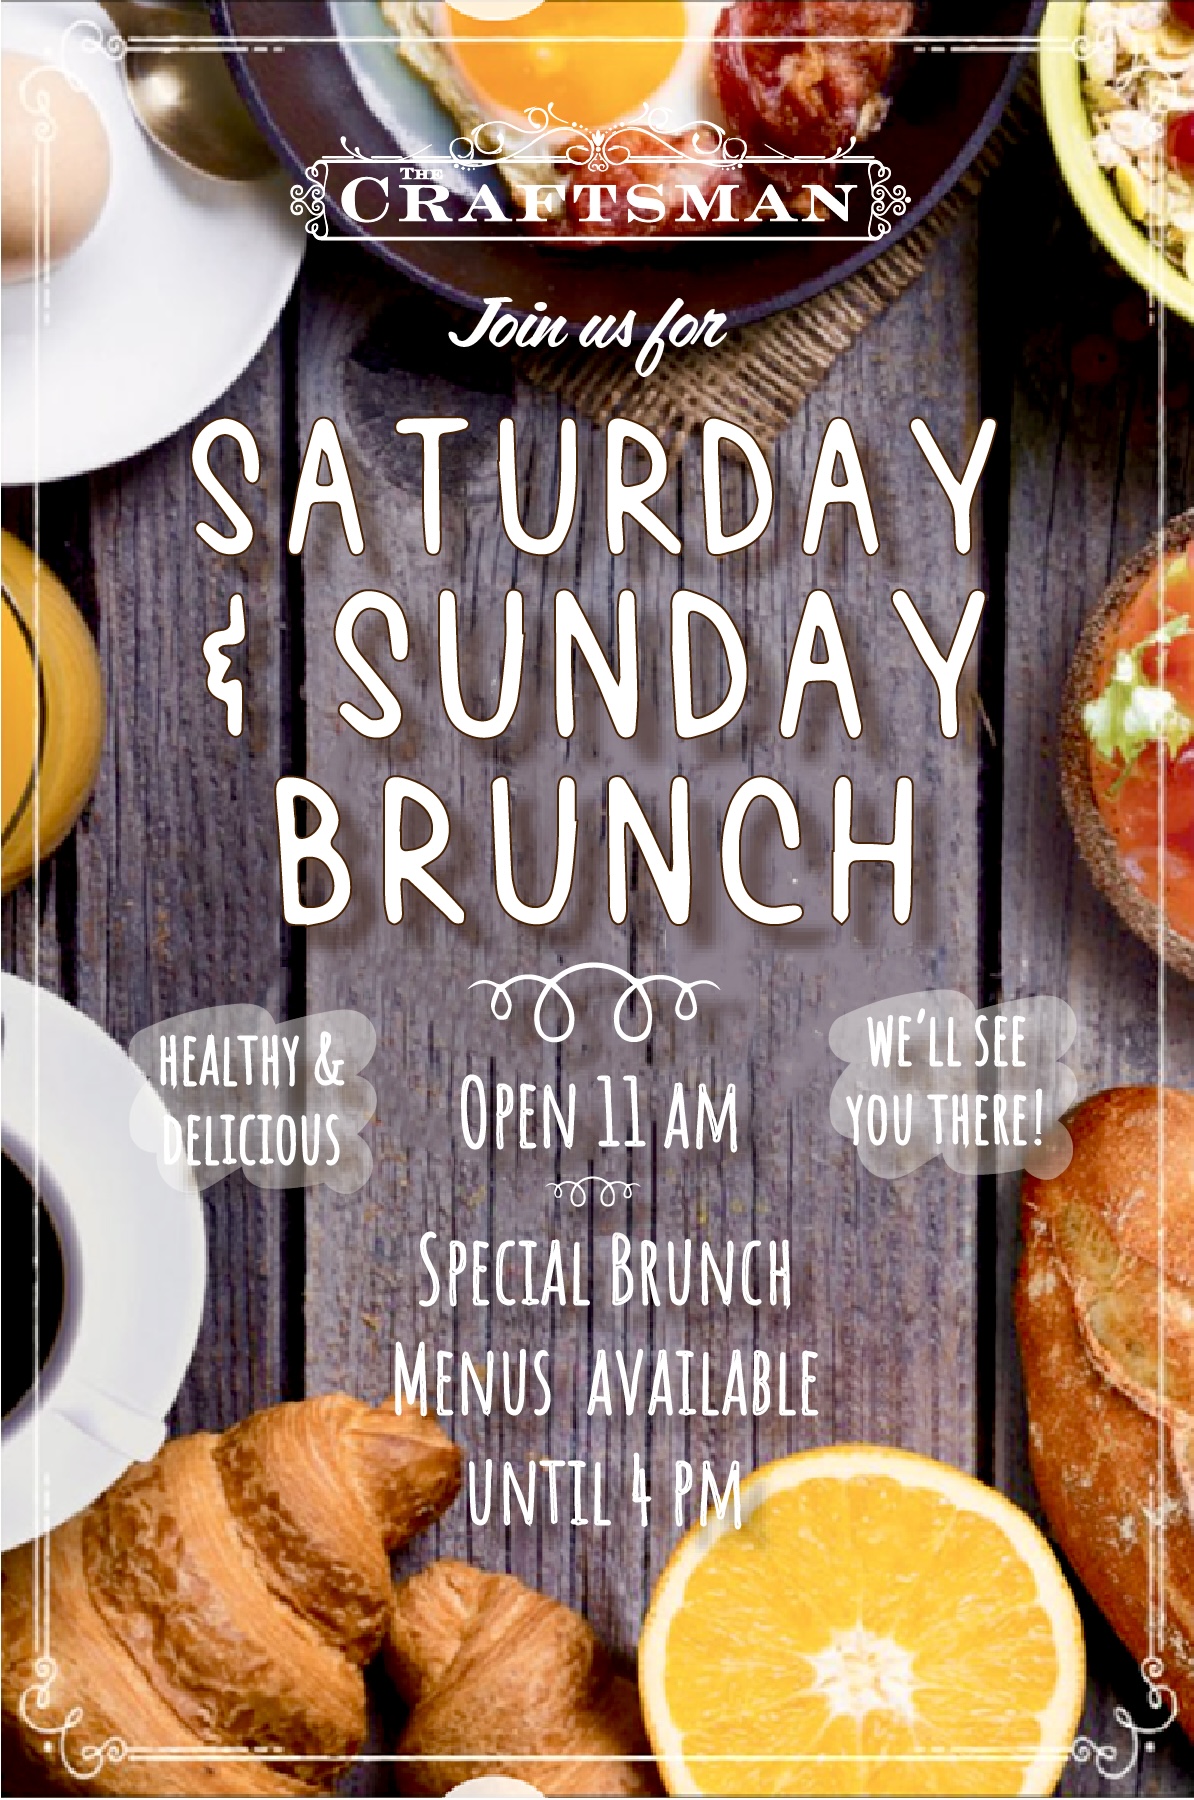 THE
CRAFTSMAN
Join us for
SATURDAY
& SUNDAY
BRUNCH
HEALTHY &
DELICIOUS
WE'LL SEE
YOU THERE!
OPEN 11 AM
SPECIAL BRUNCH
MENUS AVAILABLE
UNTIL 4 PM